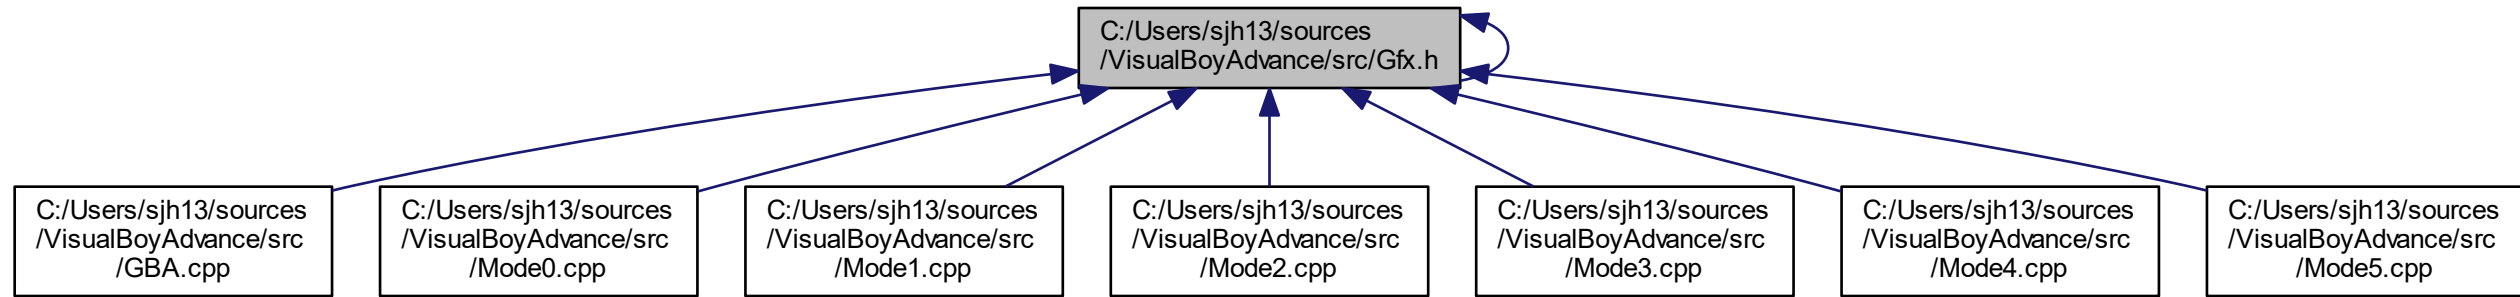 C:/Users/sjh13/sources
/VisualBoyAdvance/src/Gfx.h
C:/Users/sjh13/sources
/VisualBoyAdvance/src
/GBA.cpp
C:/Users/sjh13/sources
/VisualBoyAdvance/src
/Mode0.cpp
C:/Users/sjh13/sources
/VisualBoyAdvance/src
/Mode1.cpp
C:/Users/sjh13/sources
/VisualBoyAdvance/src
/Mode2.cpp
C:/Users/sjh13/sources
/VisualBoyAdvance/src
/Mode3.cpp
C:/Users/sjh13/sources
/VisualBoyAdvance/src
/Mode4.cpp
C:/Users/sjh13/sources
/VisualBoyAdvance/src
/Mode5.cpp